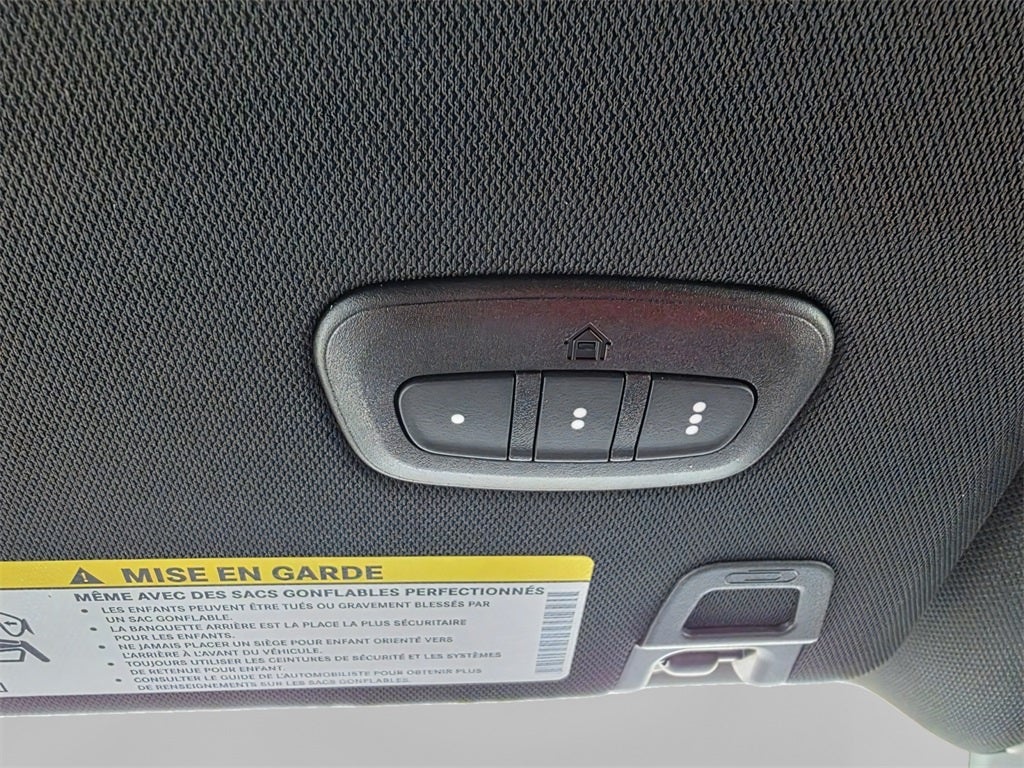 MISE EN GARDE
MÊME AVEC DES SACS GONFLABLES PERFECTIONNÉS
• LES ENFANTS PEUVENT ÊTRE TUÉS OU GRAVEMENT BLESSÉS PAR
UN SAC GONFLABLE.
• LA BANQUETTE ARRIÈRE EST LA PLACE LA PLUS SÉCURITAIRE
POUR LES ENFANTS.
• NE JAMAIS PLACER UN SIÈGE POUR ENFANT ORIENTÉ VERS
L'ARRIÈRE À L'AVANT DU VÉHICULE.
• TOUJOURS UTILISER LES CEINTURES DE SÉCURITÉ ET LES SYSTÈMES
DE RETENUE POUR ENFANT.
• CONSULTER LE GUIDE DE L'AUTOMOBILISTE POUR OBTENIR PLUS
DE RENSEIGNEMENTS SUR LES SACS GONFLABLES.